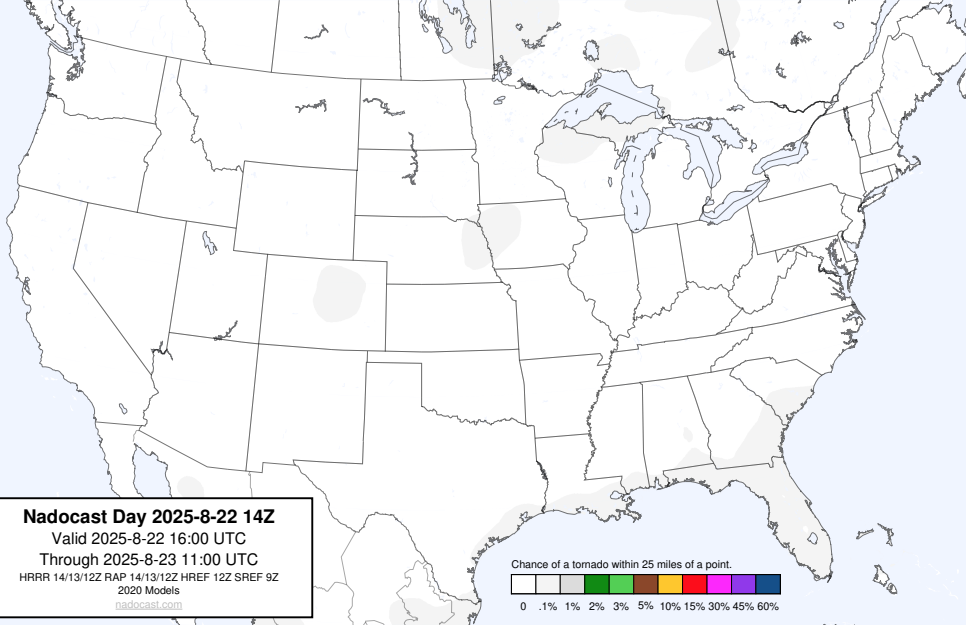 Nadocast Day 2025-8-22 14Z
Valid 2025-8-22 16:00 UTC
Through 2025-8-23 11:00 UTC
HRRR 14/13/12Z RAP 14/13/12Z HREF 12Z SREF 9Z
2020 Models
nadocast.com
Chance of a tornado within 25 miles of a point.
0 .1% 1% 2% 3% 5% 10% 15% 30% 45% 60%